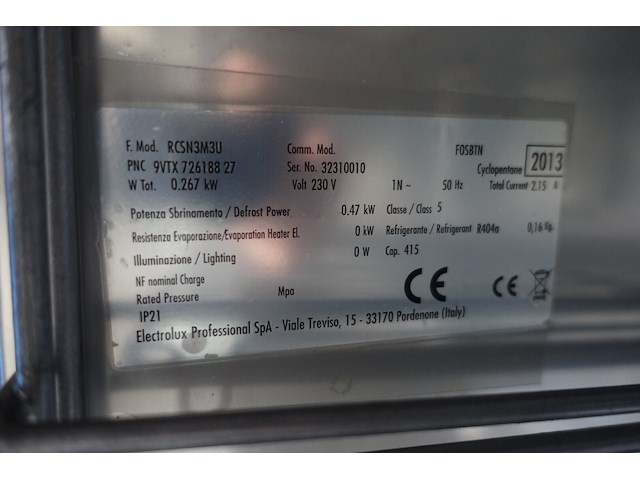 F. Mod. RCSN3M3U Comm. Mod. FOSBTN
PNC 9VTX 726188 27 Ser. No. 32310010 Cyclopentane 2013
W Tot. 0.267 kW Volt 230 V 1N ~ 50 Hz Total Current 2,15 A
Potenza Sbrinamento / Defrost Power 0.47 kW Classe / Class 5
Resistenza Evaporazione/Evaporation Heater El. 0 kW Refrigerante / Refrigerant R404a 0,16 Kg.
Illuminazione / Lighting 0 W Cap. 415
NF nominal Charge
Rated Pressure Mpa
IP21
CE CE
Electrolux Professional SpA - Viale Treviso, 15 - 33170 Pordenone (Italy)